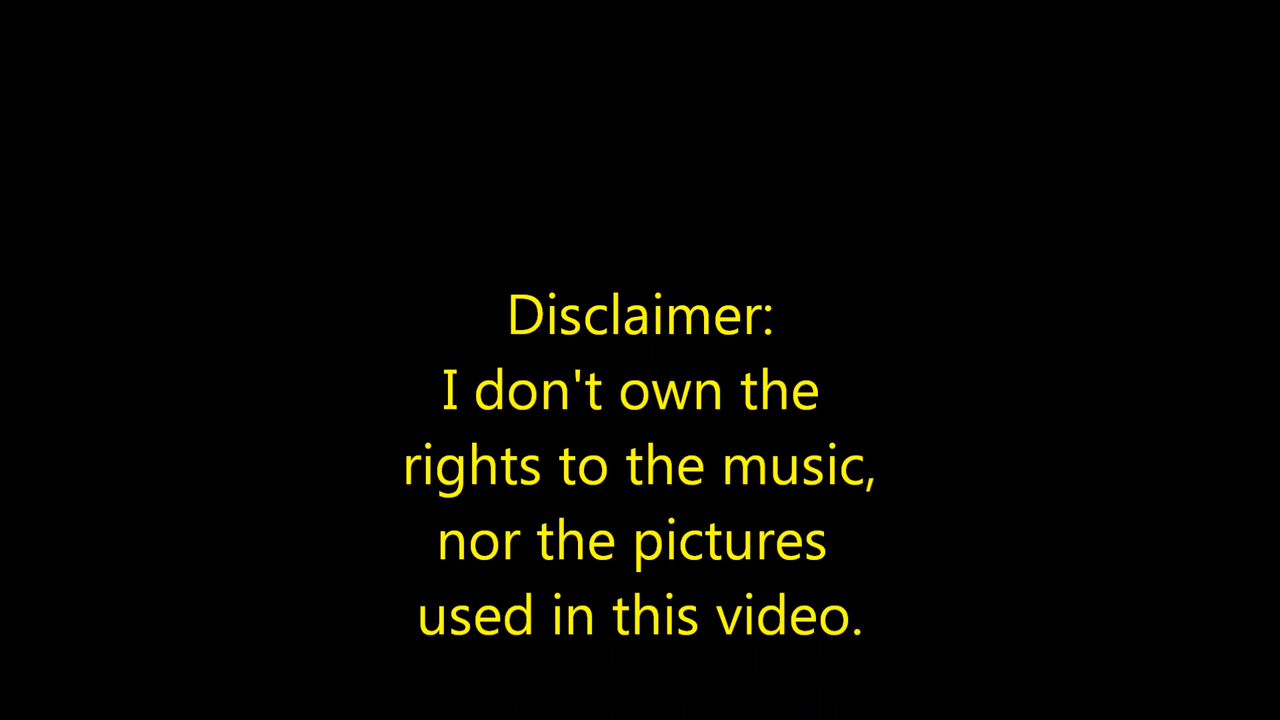 Disclaimer:
I don't own the
rights to the music,
nor the pictures
used in this video.